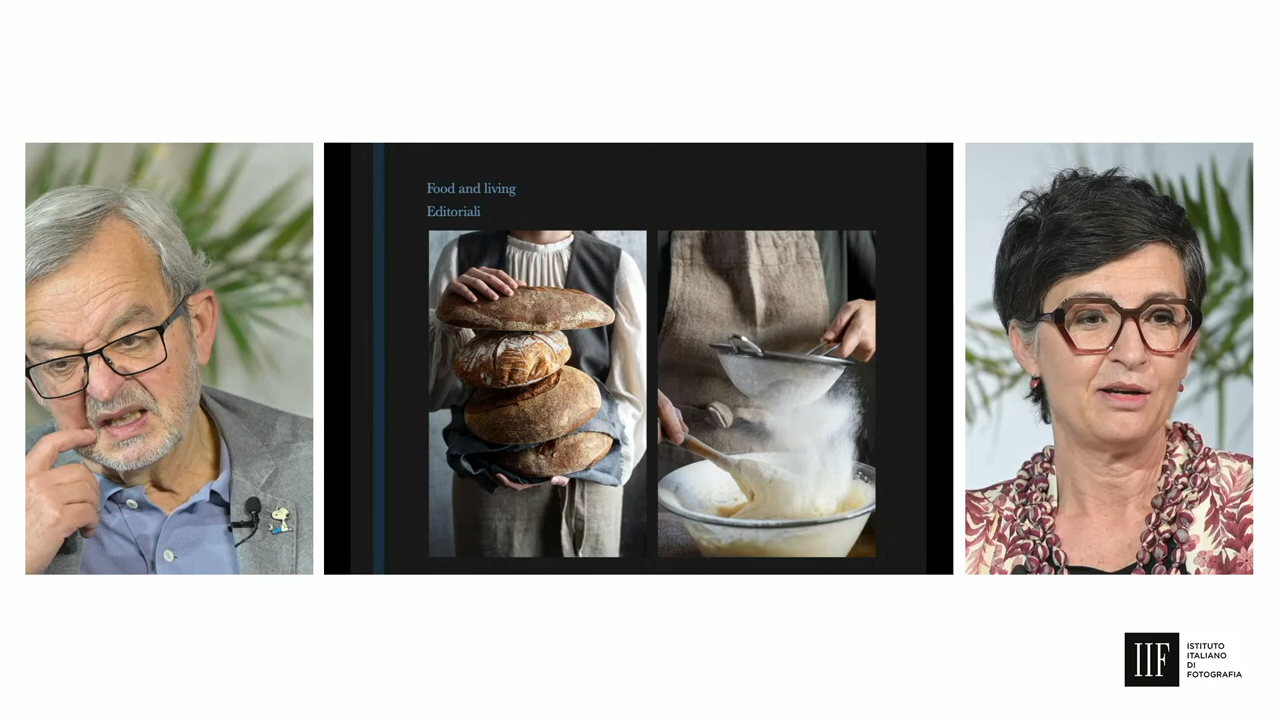 Food and living
Editoriali
IIF
ISTITUTO
ITALIANO
DI
FOTOGRAFIA